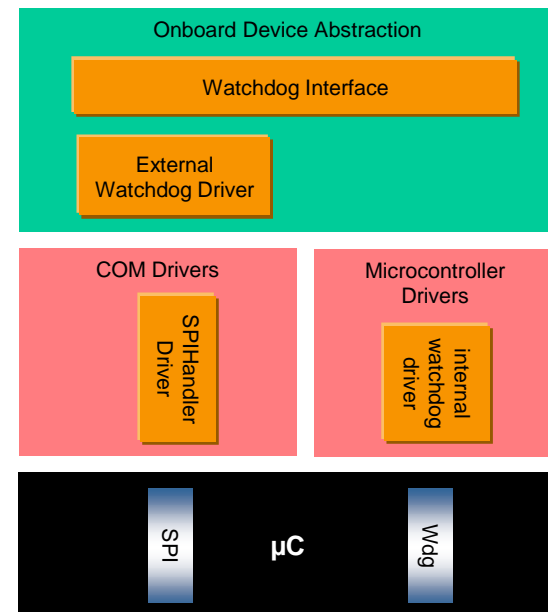 Onboard Device Abstraction
Watchdog Interface
External
Watchdog Driver
COM Drivers
SPIHandler
Driver
Microcontroller
Drivers
internal
watchdog
driver
SPI
µC
Wdg